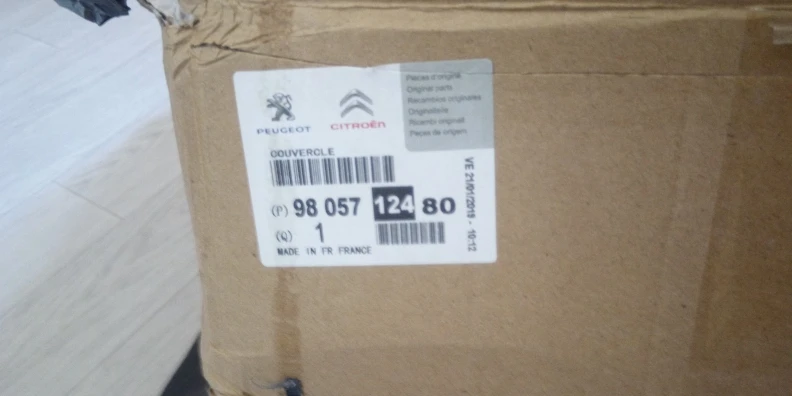 PEUGEOT
CITROËN
Pièces d'origine
Original parts
Recambios originales
Originalteile
Ricambi originali
Peças de origem
COUVERCLE
(P) 98 057 124 80
(Q) 1
MADE IN FR FRANCE
VE 21/01/2019 - 10:12